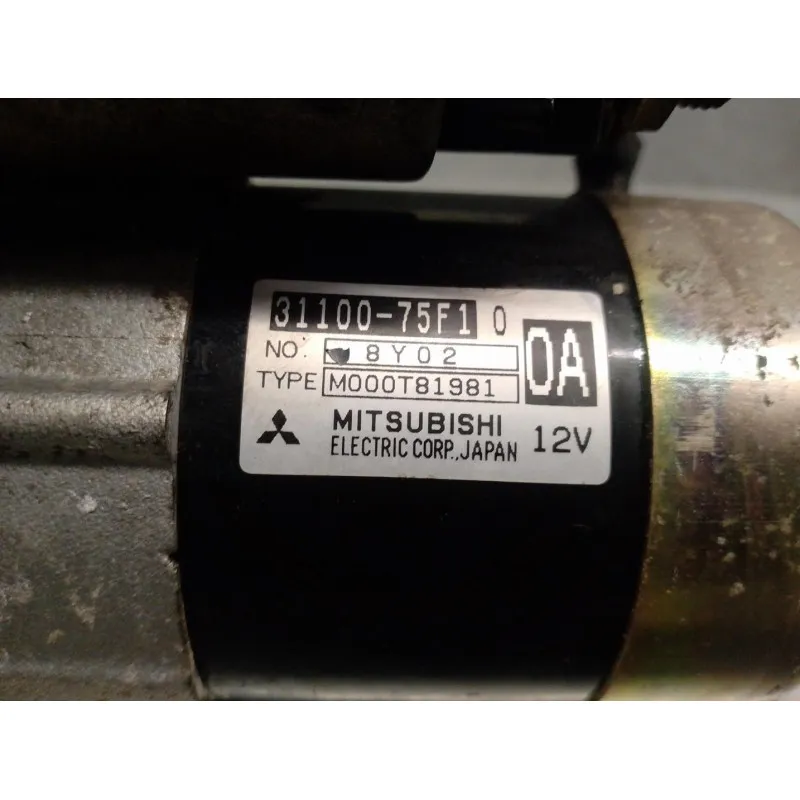 31100-75F1 0
NO. 8Y02
0A
TYPE M000T81981
MITSUBISHI
ELECTRIC CORP., JAPAN
12V